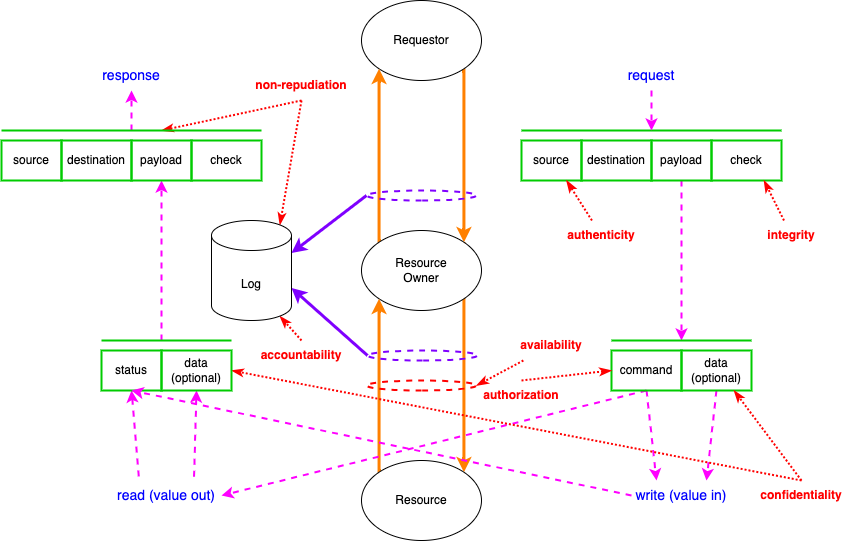 Requestor
response
request
non-repudiation
source
destination
payload
check
source
destination
payload
check
authenticity
integrity
Resource
Owner
Log
availability
accountability
status
data
(optional)
command
data
(optional)
authorization
read (value out)
Resource
write (value in)
confidentiality